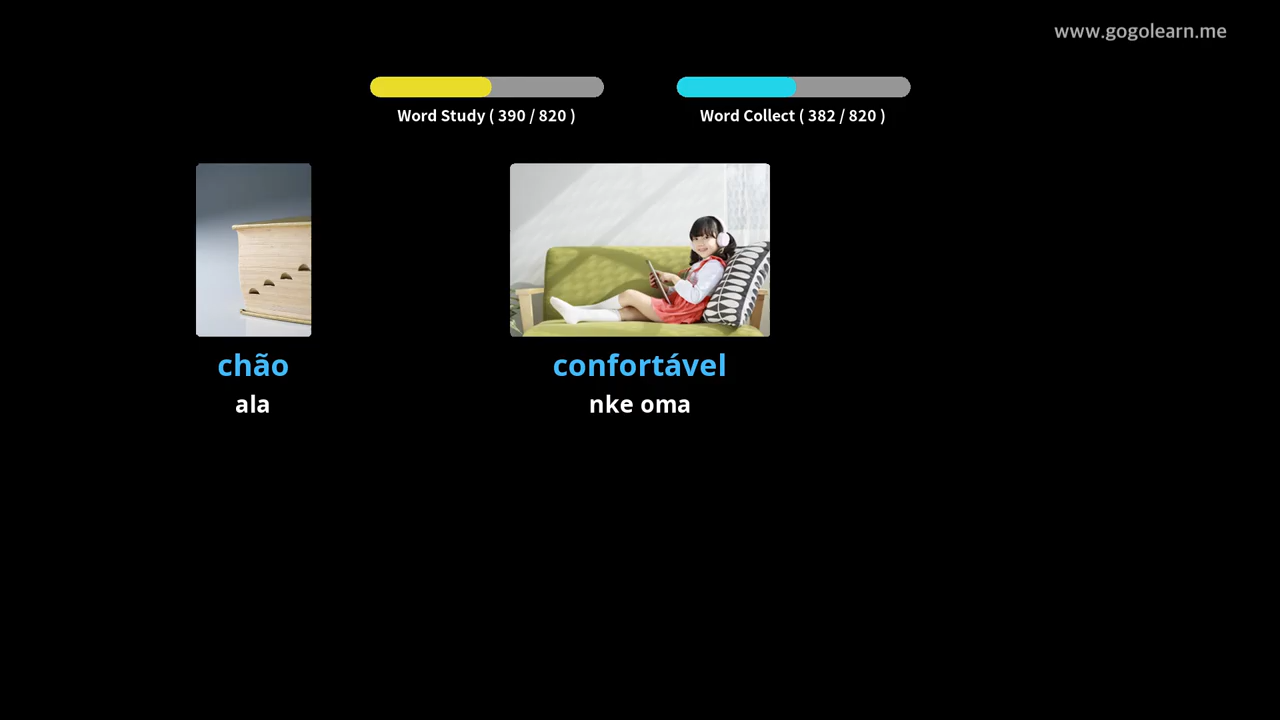 www.gogolearn.me
Word Study ( 390 / 820 )
Word Collect ( 382 / 820 )
chão
ala
confortável
nke oma